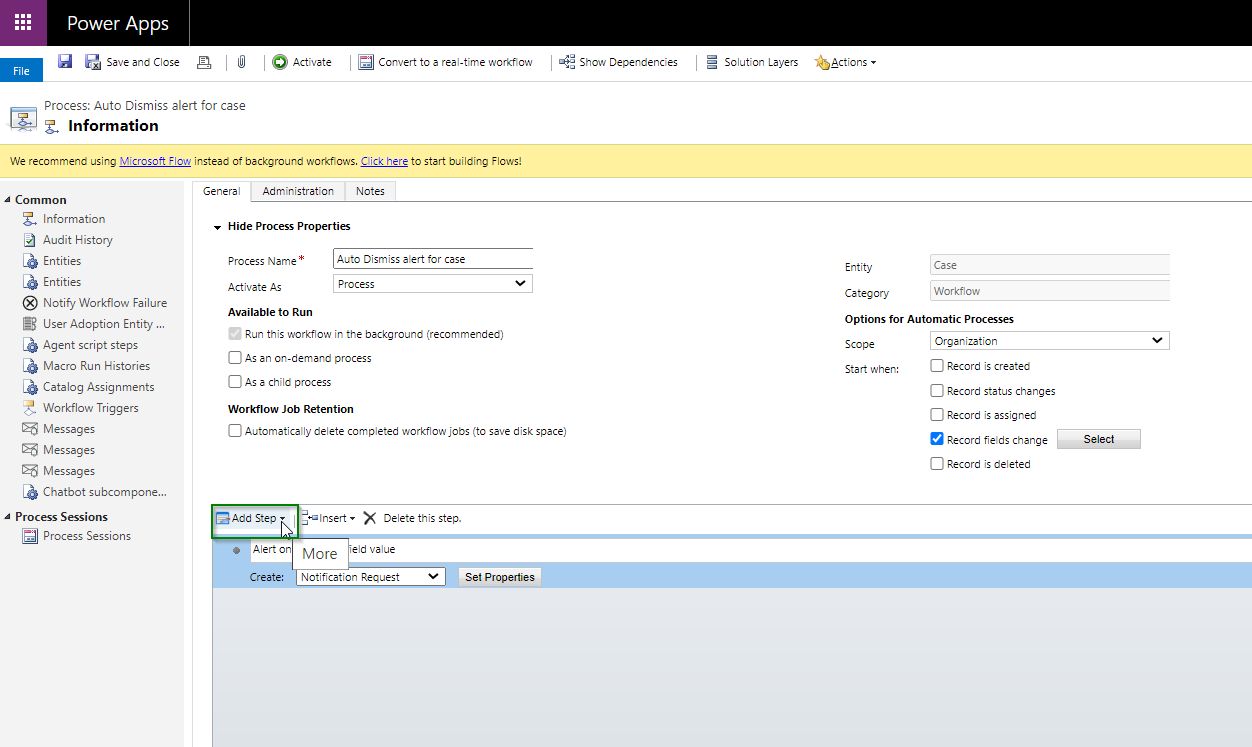 Power Apps
File
Save and Close
Activate
Convert to a real-time workflow
Show Dependencies
Solution Layers
Actions
Process: Auto Dismiss alert for case
Information
We recommend using Microsoft Flow instead of background workflows. Click here to start building Flows!
Common
Information
Audit History
Entities
Entities
Notify Workflow Failure
User Adoption Entity ...
Agent script steps
Macro Run Histories
Catalog Assignments
Workflow Triggers
Messages
Messages
Messages
Chatbot subcompone...
Process Sessions
Process Sessions
General
Administration
Notes
Hide Process Properties
Process Name*
Auto Dismiss alert for case
Activate As
Process
Available to Run
Run this workflow in the background (recommended)
As an on-demand process
As a child process
Workflow Job Retention
Automatically delete completed workflow jobs (to save disk space)
Entity
Case
Category
Workflow
Options for Automatic Processes
Scope
Organization
Start when:
Record is created
Record status changes
Record is assigned
Record fields change
Select
Record is deleted
Add Step
Insert
Delete this step.
Alert on
field value
More
Create:
Notification Request
Set Properties